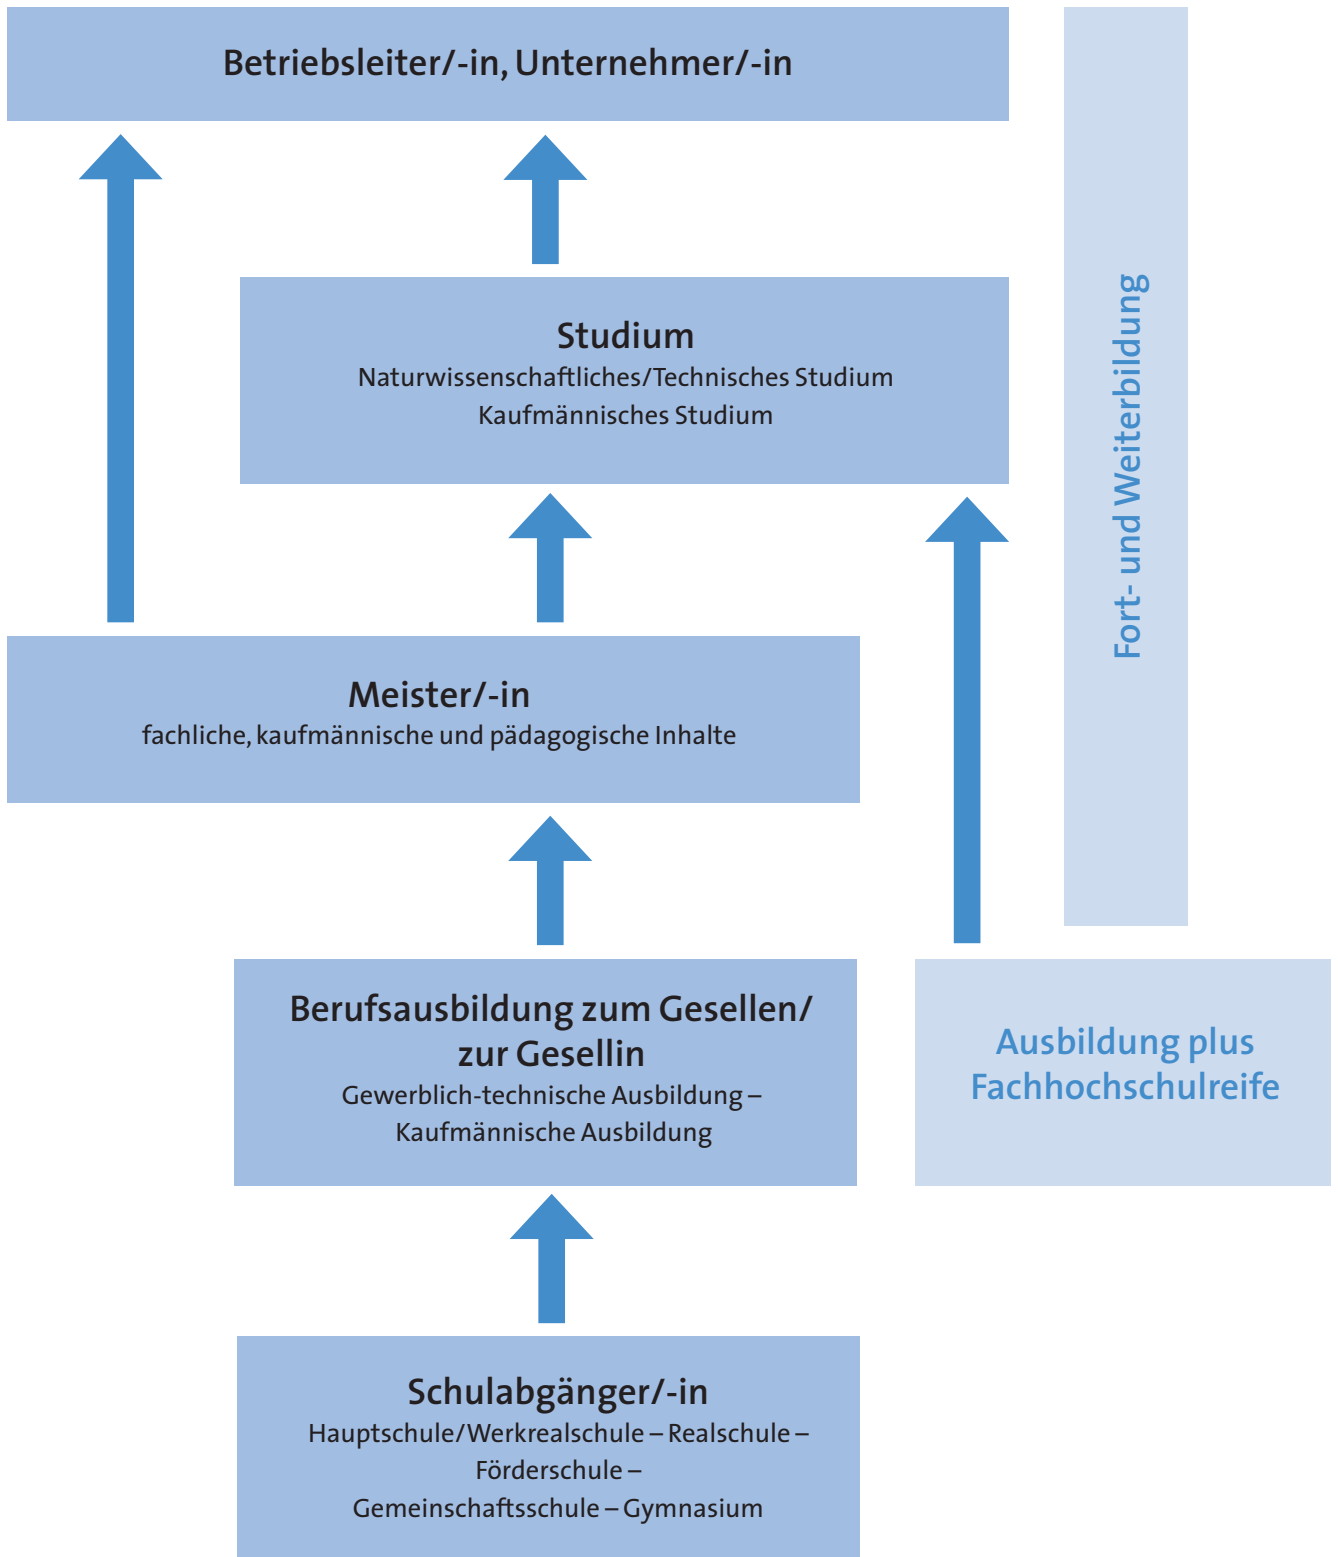 Betriebsleiter/-in, Unternehmer/-in
Studium
Naturwissenschaftliches/Technisches Studium
Kaufmännisches Studium
Fort- und Weiterbildung
Meister/-in
fachliche, kaufmännische und pädagogische Inhalte
Berufsausbildung zum Gesellen/
zur Gesellin
Gewerblich-technische Ausbildung –
Kaufmännische Ausbildung
Ausbildung plus
Fachhochschulreife
Schulabgänger/-in
Hauptschule/Werkrealschule – Realschule –
Förderschule –
Gemeinschaftsschule – Gymnasium